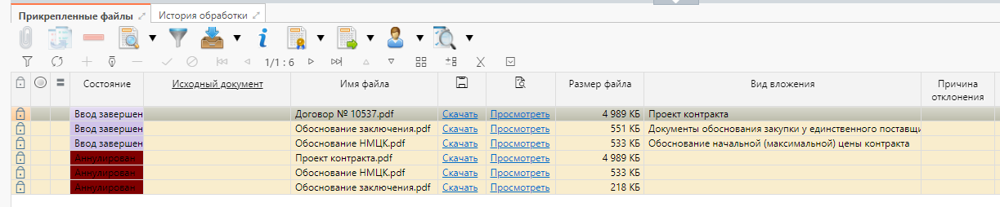 Прикрепленные файлы История обработки
1/1 : 6
Состояние Исходный документ Имя файла Размер файла Вид вложения Причина отклонения
Ввод завершен Договор № 10537.pdf Скачать Просмотреть 4 989 КБ Проект контракта
Ввод завершен Обоснование заключения.pdf Скачать Просмотреть 551 КБ Документы обоснования закупки у единственного поставщи
Ввод завершен Обоснование НМЦК.pdf Скачать Просмотреть 533 КБ Обоснование начальной (максимальной) цены контракта
Аннулирован Проект контракта.pdf Скачать Просмотреть 4 989 КБ
Аннулирован Обоснование НМЦК.pdf Скачать Просмотреть 533 КБ
Аннулирован Обоснование заключения.pdf Скачать Просмотреть 218 КБ